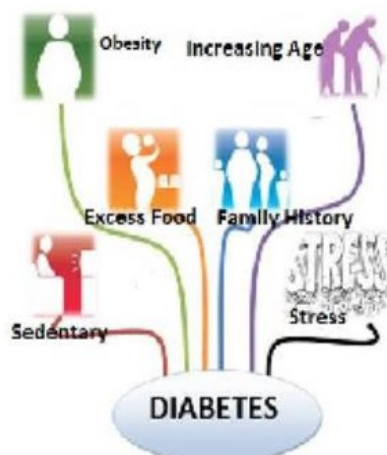 Obesity
Increasing Age
Excess Food
Family History
STRESS
Sedentary
Stress
DIABETES